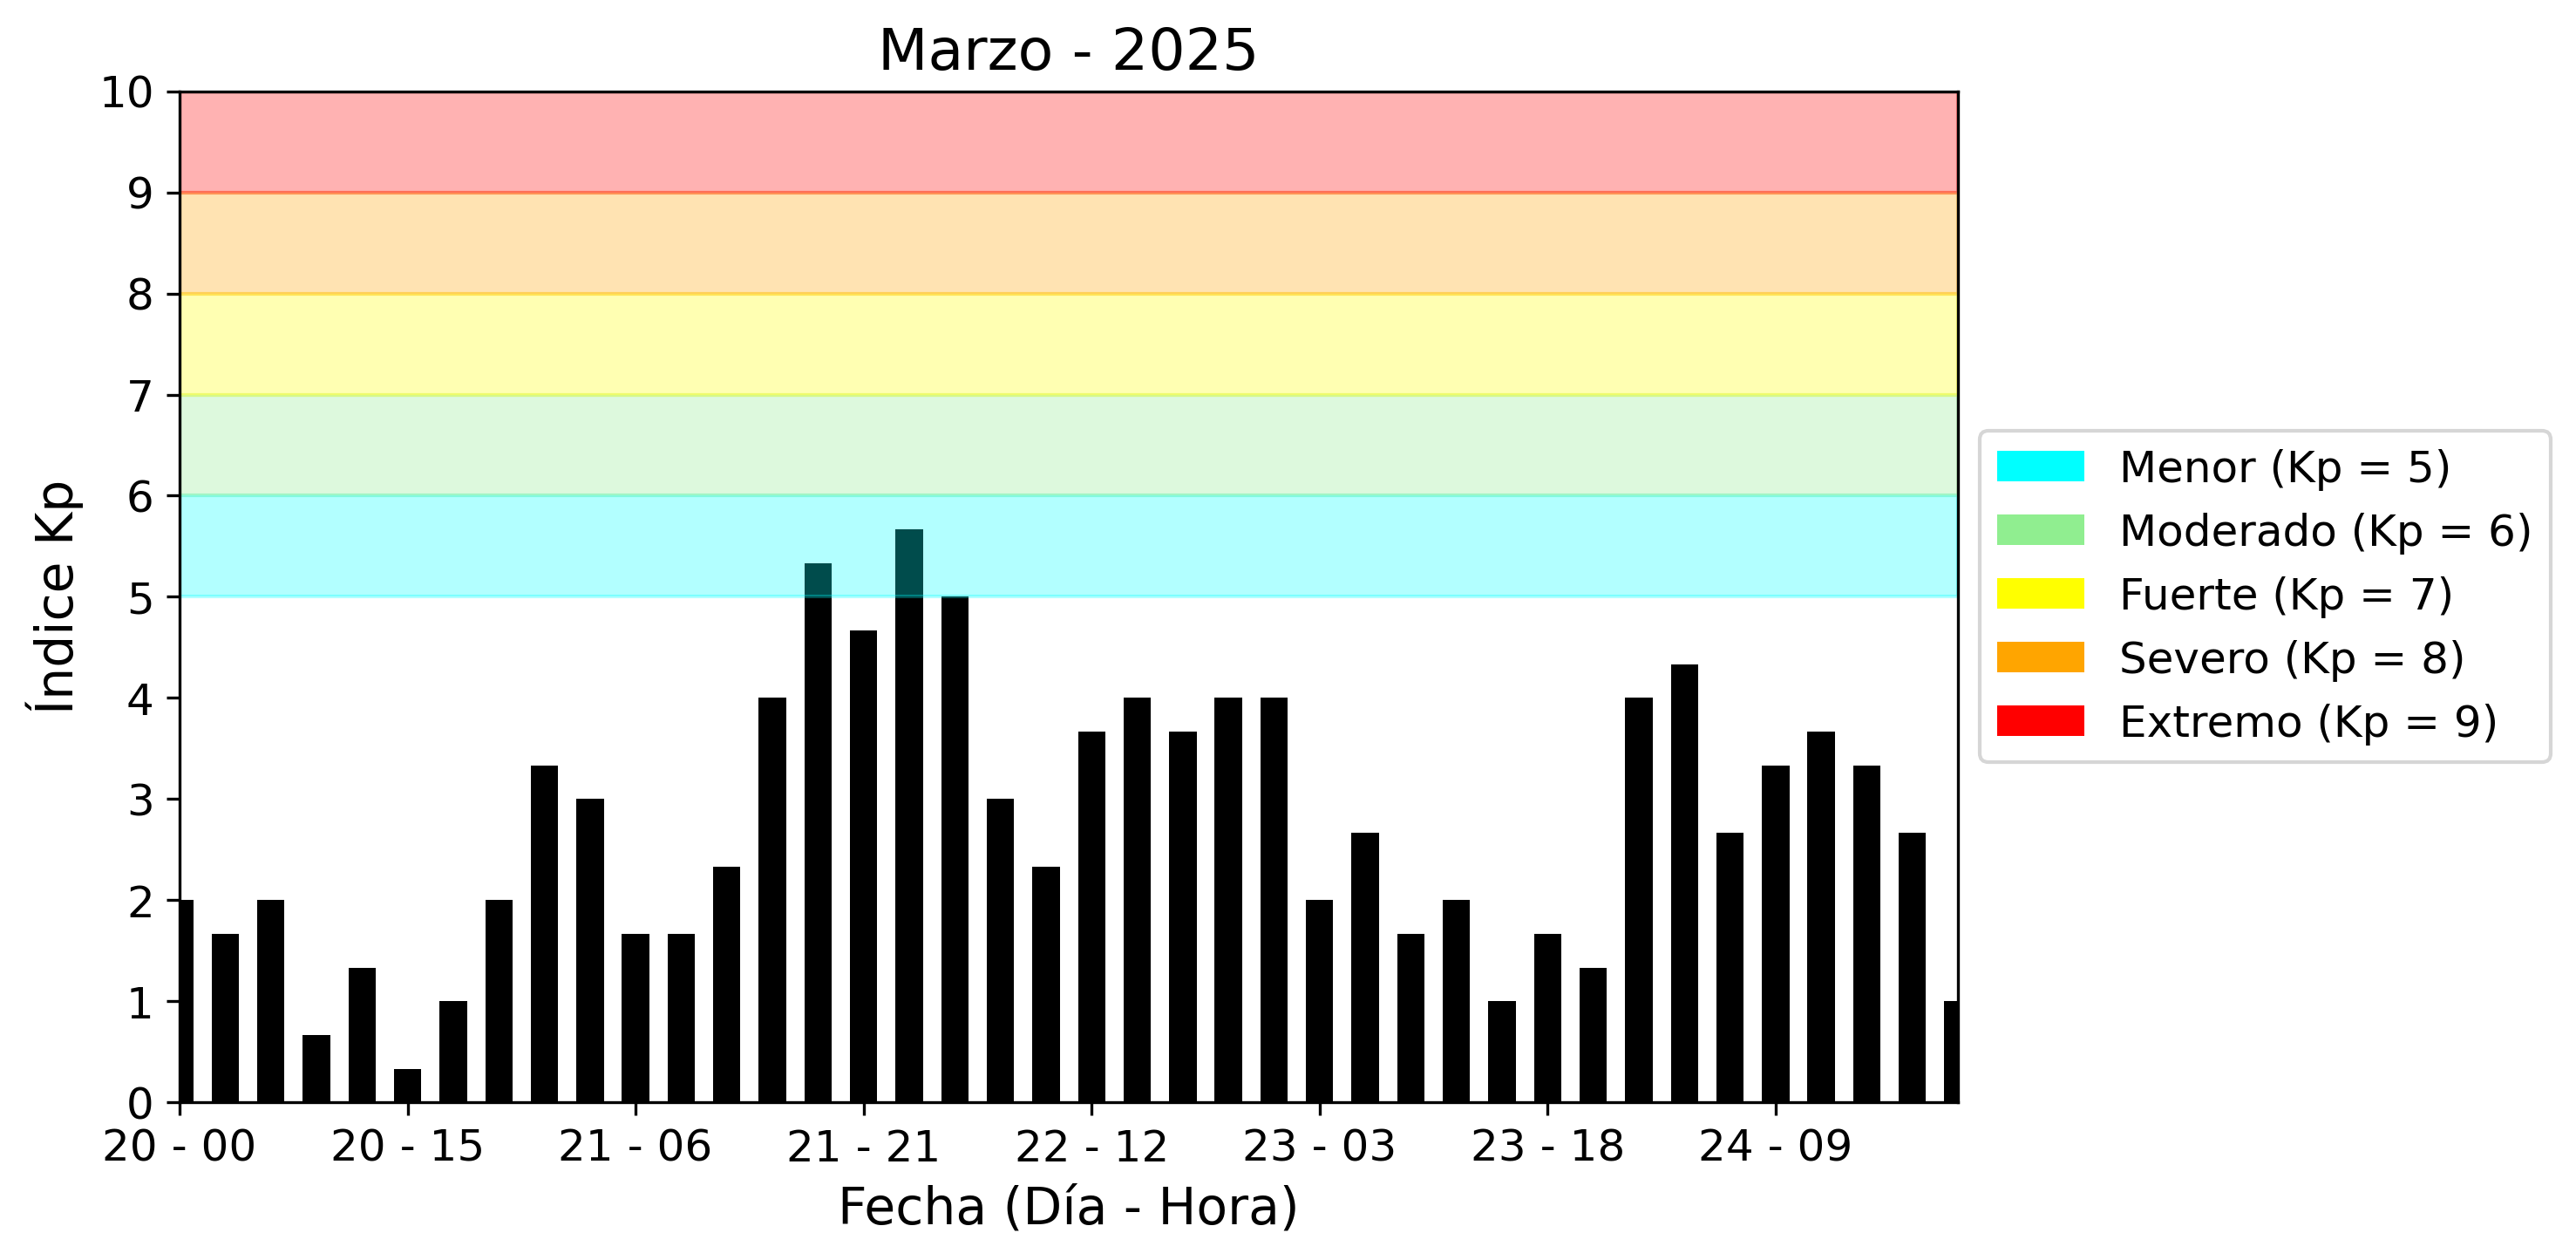 Marzo - 2025
10
9
8
7
6
5
4
3
2
1
0
Índice Kp
20 - 00
20 - 15
21 - 06
21 - 21
22 - 12
23 - 03
23 - 18
24 - 09
Fecha (Día - Hora)
Menor (Kp = 5)
Moderado (Kp = 6)
Fuerte (Kp = 7)
Severo (Kp = 8)
Extremo (Kp = 9)